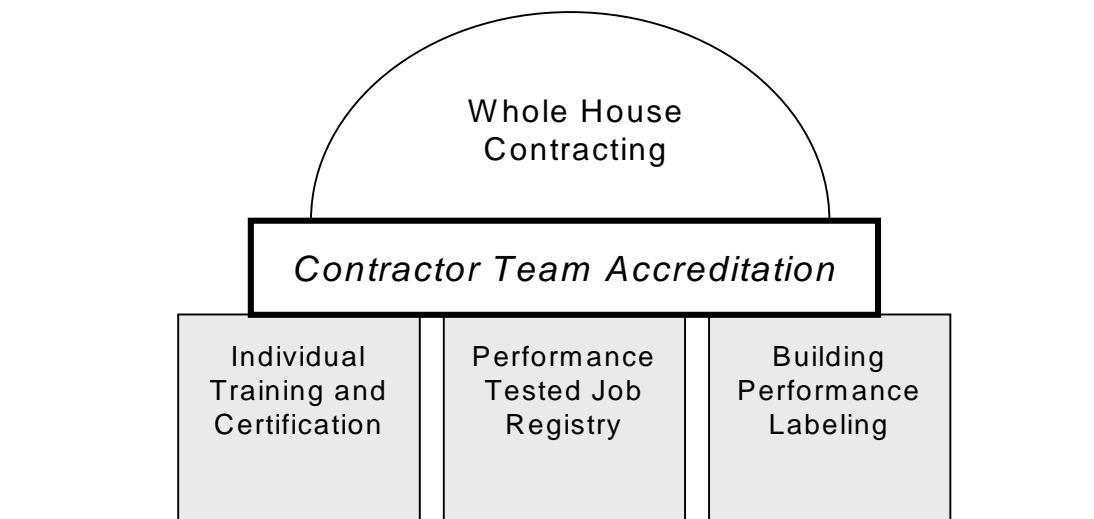 Whole House
Contracting
Contractor Team Accreditation
Individual
Training and
Certification
Performance
Tested Job
Registry
Building
Performance
Labeling